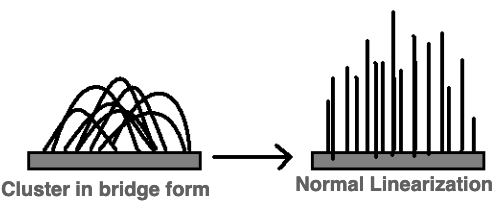 Cluster in bridge form
Normal Linearization